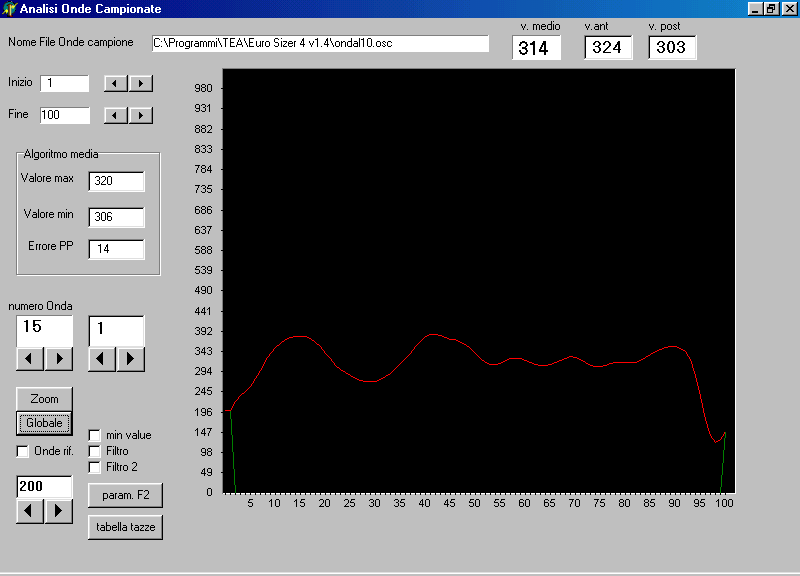 Analisi Onde Campionate
v. medio v.ant v. post
Nome File Onde campione C:\Programmi\TEA\Euro Sizer 4 v1.4\ondal10.osc 314 324 303
Inizio 1
Fine 100
Algoritmo media
Valore max 320
Valore min 306
Errore PP 14
numero Onda
15 1
Zoom
Globale
Onde rif.
min value
Filtro
Filtro 2
200
param. F2
tabella tazze
980
931
882
833
784
735
686
637
588
539
490
441
392
343
294
245
196
147
98
49
0
5 10 15 20 25 30 35 40 45 50 55 60 65 70 75 80 85 90 95 100